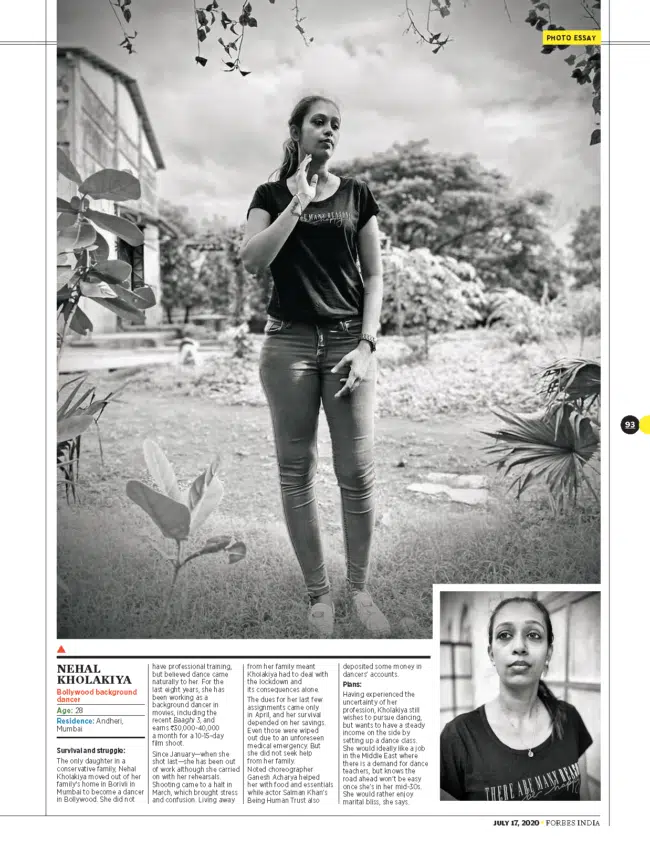 PHOTO ESSAY
THERE ARE MANY REASONS
be happy
93
NEHAL
KHOLAKIYA
Bollywood background
dancer
Age: 28
Residence: Andheri,
Mumbai
Survival and struggle:
The only daughter in a
conservative family, Nehal
Kholakiya moved out of her
family's home in Borivli in
Mumbai to become a dancer
in Bollywood. She did not
have professional training,
but believed dance came
naturally to her. For the
last eight years, she has
been working as a
background dancer in
movies, including the
recent Baaghi 3, and
earns ₹30,000-40,000
a month for a 10-15-day
film shoot.
Since January—when she
shot last—she has been out
of work although she carried
on with her rehearsals.
Shooting came to a halt in
March, which brought stress
and confusion. Living away
from her family meant
Kholakiya had to deal with
the lockdown and
its consequences alone.
The dues for her last few
assignments came only
in April, and her survival
depended on her savings.
Even those were wiped
out due to an unforeseen
medical emergency. But
she did not seek help
from her family.
Noted choreographer
Ganesh Acharya helped
her with food and essentials
while actor Salman Khan's
Being Human Trust also
deposited some money in
dancers' accounts.
Plans:
Having experienced the
uncertainty of her
profession, Kholakiya still
wishes to pursue dancing,
but wants to have a steady
income on the side by
setting up a dance class.
She would ideally like a job
in the Middle East where
there is a demand for dance
teachers, but knows the
road ahead won't be easy
once she's in her mid-30s.
She would rather enjoy
marital bliss, she says.
THERE ARE MANY REASONS
be happy
JULY 17, 2020 FORBES INDIA